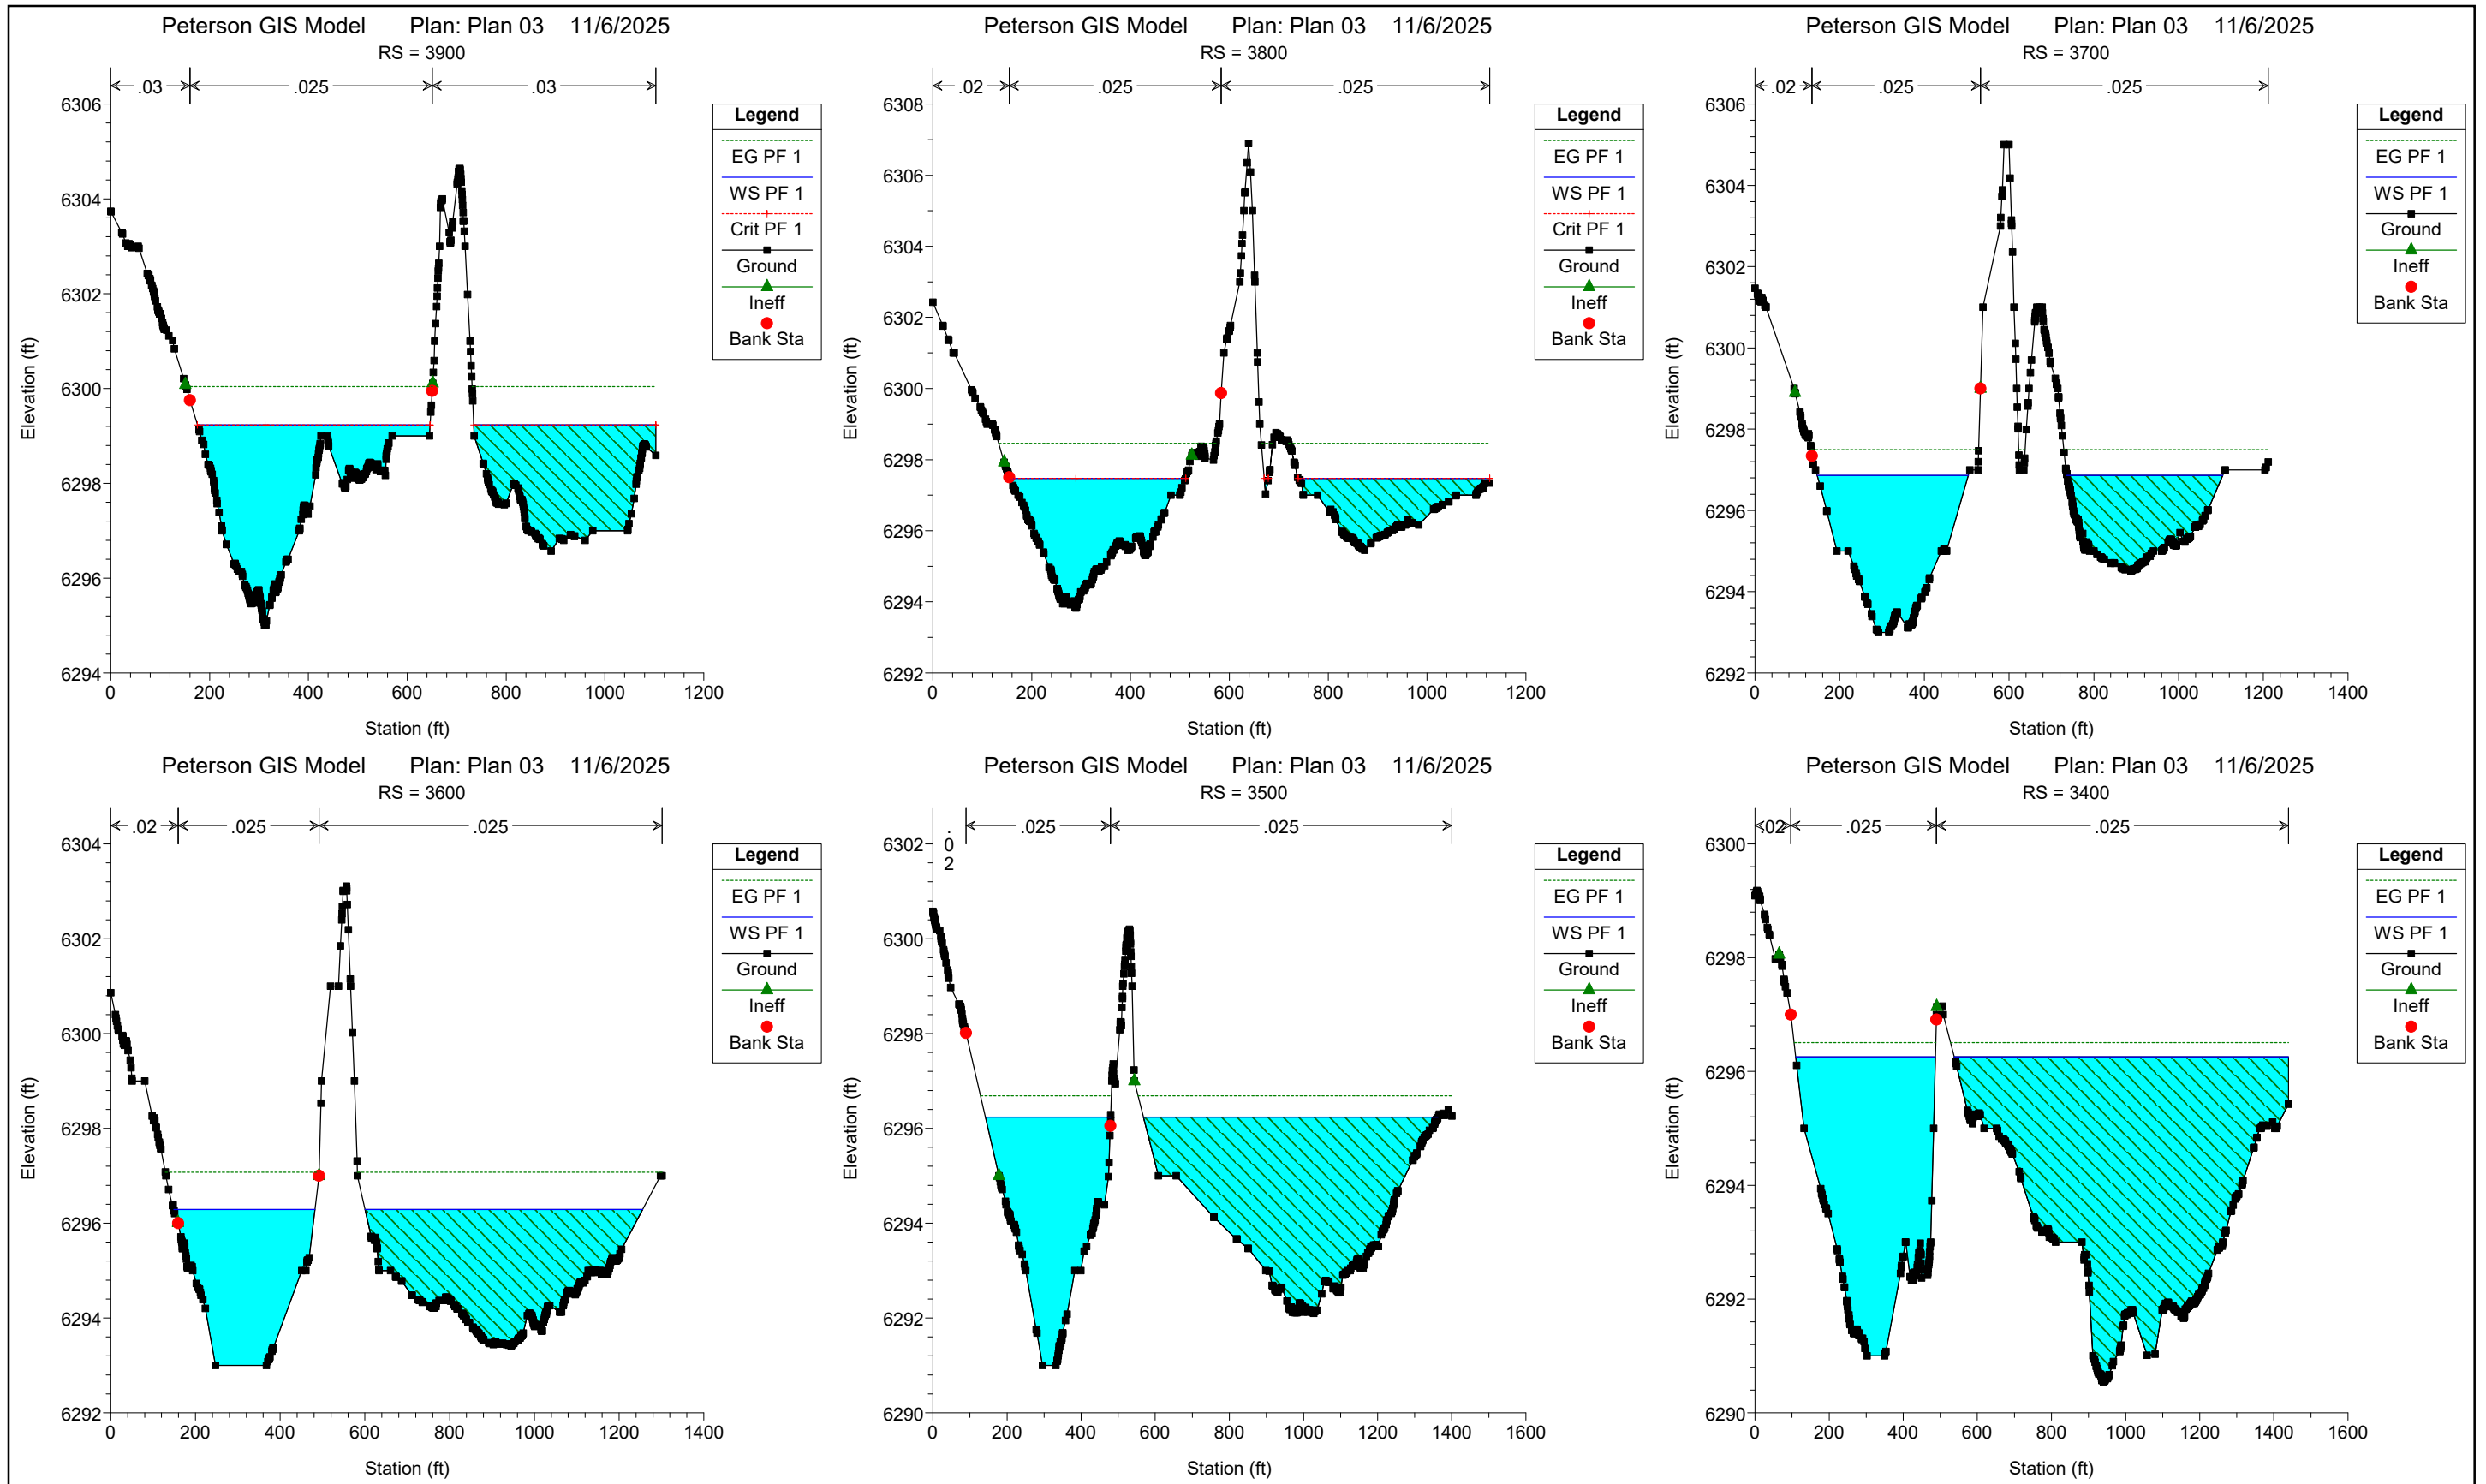 Peterson GIS Model Plan: Plan 03 11/6/2025
RS = 3900
.03 .025 .03
6306
6304
6302
6300
6298
6296
6294
Elevation (ft)
0 200 400 600 800 1000 1200
Station (ft)
Legend
EG PF 1
WS PF 1
Crit PF 1
Ground
Ineff
Bank Sta
Peterson GIS Model Plan: Plan 03 11/6/2025
RS = 3800
.02 .025 .025
6308
6306
6304
6302
6300
6298
6296
6294
6292
Elevation (ft)
0 200 400 600 800 1000 1200
Station (ft)
Legend
EG PF 1
WS PF 1
Crit PF 1
Ground
Ineff
Bank Sta
Peterson GIS Model Plan: Plan 03 11/6/2025
RS = 3700
.02 .025 .025
6306
6304
6302
6300
6298
6296
6294
6292
Elevation (ft)
0 200 400 600 800 1000 1200 1400
Station (ft)
Legend
EG PF 1
WS PF 1
Ground
Ineff
Bank Sta
Peterson GIS Model Plan: Plan 03 11/6/2025
RS = 3600
.02 .025 .025
6304
6302
6300
6298
6296
6294
6292
Elevation (ft)
0 200 400 600 800 1000 1200 1400
Station (ft)
Legend
EG PF 1
WS PF 1
Ground
Ineff
Bank Sta
Peterson GIS Model Plan: Plan 03 11/6/2025
RS = 3500
.
0
2
.025 .025
6302
6300
6298
6296
6294
6292
6290
Elevation (ft)
0 200 400 600 800 1000 1200 1400 1600
Station (ft)
Legend
EG PF 1
WS PF 1
Ground
Ineff
Bank Sta
Peterson GIS Model Plan: Plan 03 11/6/2025
RS = 3400
.02 .025 .025
6300
6298
6296
6294
6292
6290
Elevation (ft)
0 200 400 600 800 1000 1200 1400 1600
Station (ft)
Legend
EG PF 1
WS PF 1
Ground
Ineff
Bank Sta